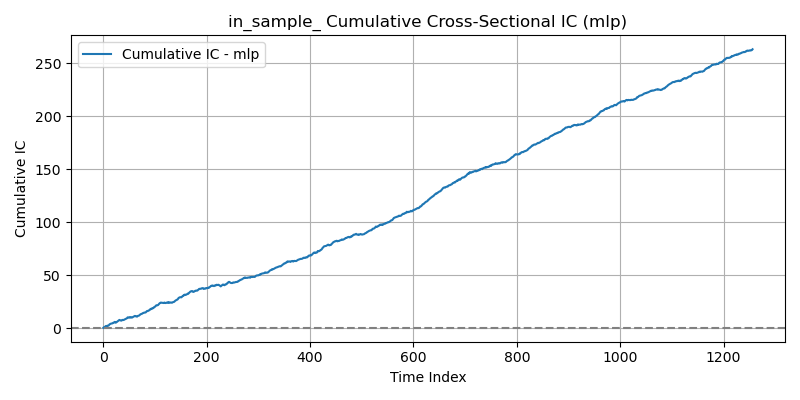 in_sample_ Cumulative Cross-Sectional IC (mlp)
Cumulative IC - mlp
Cumulative IC
250
200
150
100
50
0
0 200 400 600 800 1000 1200
Time Index